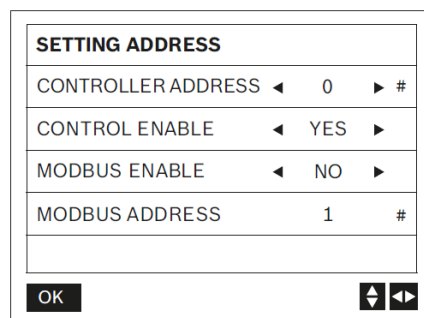 SETTING ADDRESS
CONTROLLER ADDRESS ◀ 0 ▶ #
CONTROL ENABLE ◀ YES ▶
MODBUS ENABLE ◀ NO ▶
MODBUS ADDRESS 1 #
OK